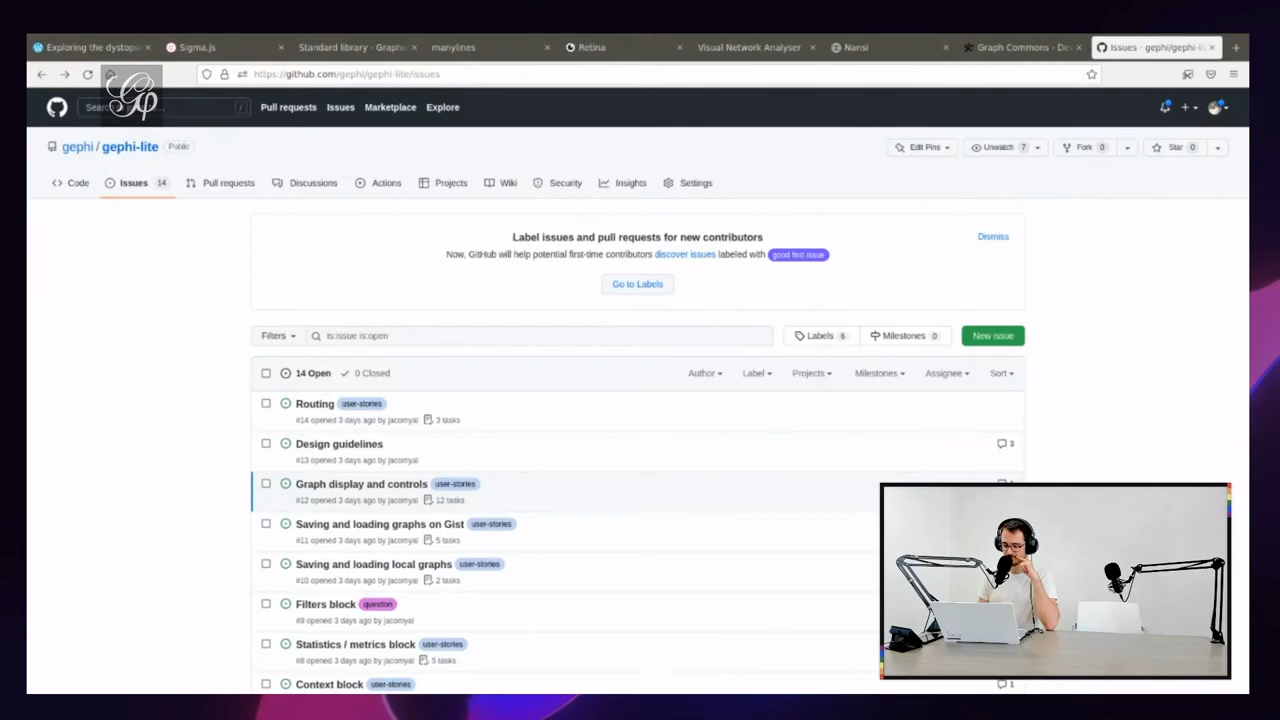 Exploring the dystopi
Sigma.js
Standard library - Grapho
manylines
Retina
Visual Network Analyser
Nansi
Graph Commons - De
Issues · gephi/gephi-li
https://github.com/gephi/gephi-lite/issues
Gp
Pull requests Issues Marketplace Explore
gephi / gephi-lite Public
Edit Pins
Unwatch 7
Fork 0
Star 0
Code
Issues 14
Pull requests
Discussions
Actions
Projects
Wiki
Security
Insights
Settings
Label issues and pull requests for new contributors
Dismiss
Now, GitHub will help potential first-time contributors discover issues labeled with good first issue
Go to Labels
Filters
is:issue is:open
Labels 6
Milestones 0
New issue
14 Open
0 Closed
Author
Label
Projects
Milestones
Assignee
Sort
Routing user-stories
#14 opened 3 days ago by jacomyal 3 tasks
Design guidelines
3
#13 opened 3 days ago by jacomyal
Graph display and controls user-stories
#12 opened 3 days ago by jacomyal 12 tasks
Saving and loading graphs on Gist user-stories
#11 opened 3 days ago by jacomyal 5 tasks
Saving and loading local graphs user-stories
#10 opened 3 days ago by jacomyal 2 tasks
Filters block question
#9 opened 3 days ago by jacomyal
Statistics / metrics block user-stories
#8 opened 3 days ago by jacomyal 5 tasks
Context block user-stories
1